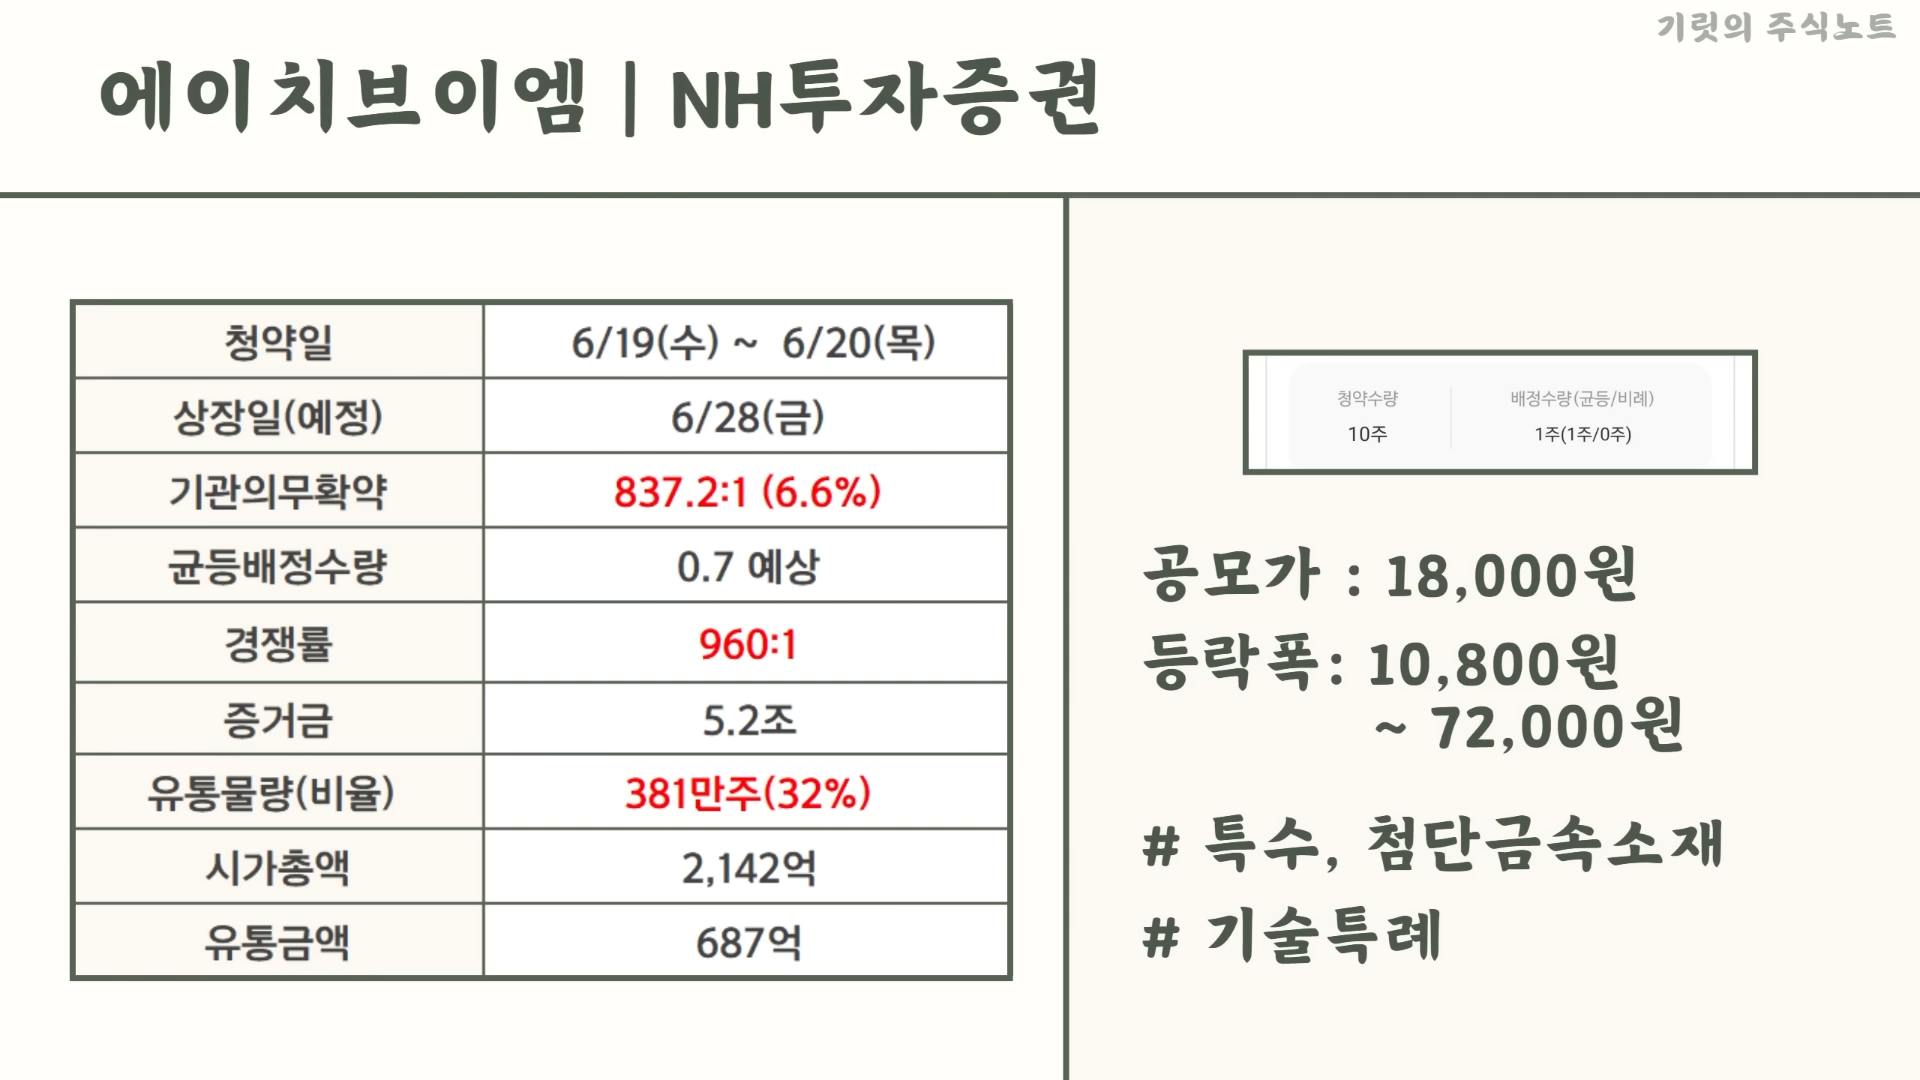 기릿의 주식노트
에이치브이엠 | NH투자증권
청약일 6/19(수) ~ 6/20(목)
상장일(예정) 6/28(금)
기관의무확약 837.2:1 (6.6%)
균등배정수량 0.7 예상
경쟁률 960:1
증거금 5.2조
유통물량(비율) 381만주(32%)
시가총액 2,142억
유통금액 687억
청약수량 배정수량(균등/비례)
10주 1주(1주/0주)
공모가 : 18,000원
등락폭: 10,800원
~ 72,000원
# 특수, 첨단금속소재
# 기술특례